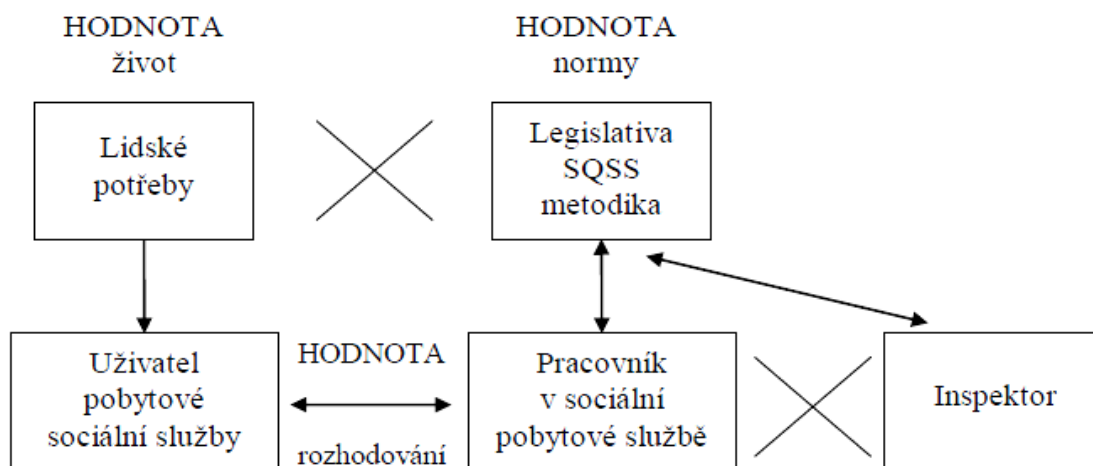 HODNOTA
život
HODNOTA
normy
Lidské
potřeby
Legislativa
SQSS
metodika
Uživatel
pobytové
sociální služby
HODNOTA
rozhodování
Pracovník
v sociální
pobytové službě
Inspektor